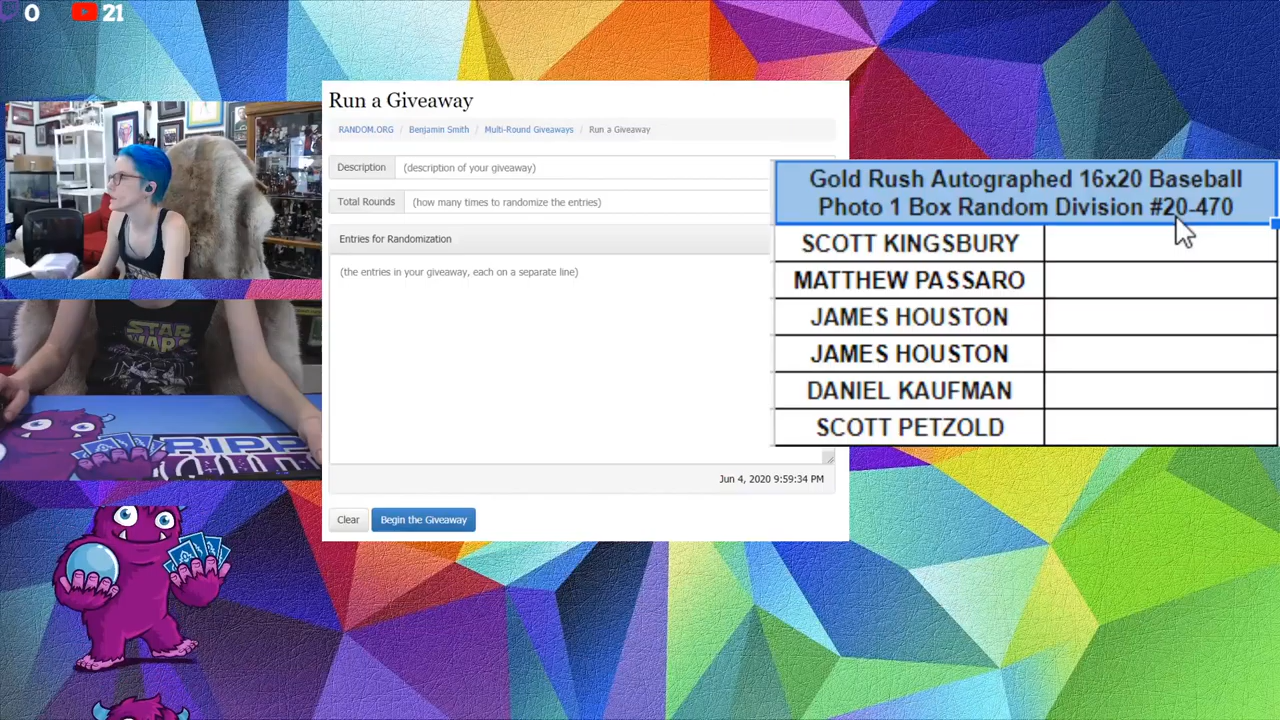 0
21
Run a Giveaway
RANDOM.ORG / Benjamin Smith / Multi-Round Giveaways / Run a Giveaway
Description (description of your giveaway)
Total Rounds (how many times to randomize the entries)
Entries for Randomization
(the entries in your giveaway, each on a separate line)
Jun 4, 2020 9:59:34 PM
Clear
Begin the Giveaway
Gold Rush Autographed 16x20 Baseball
Photo 1 Box Random Division #20-470
SCOTT KINGSBURY
MATTHEW PASSARO
JAMES HOUSTON
JAMES HOUSTON
DANIEL KAUFMAN
SCOTT PETZOLD
STAR
WARS